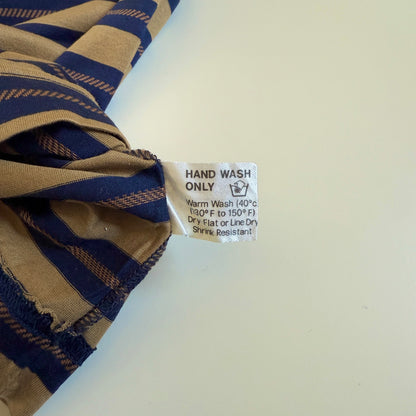 HAND WASH
ONLY
Warm Wash (40°c.
(130°F to 150°F)
Dry Flat or Line Dry
Shrink Resistant